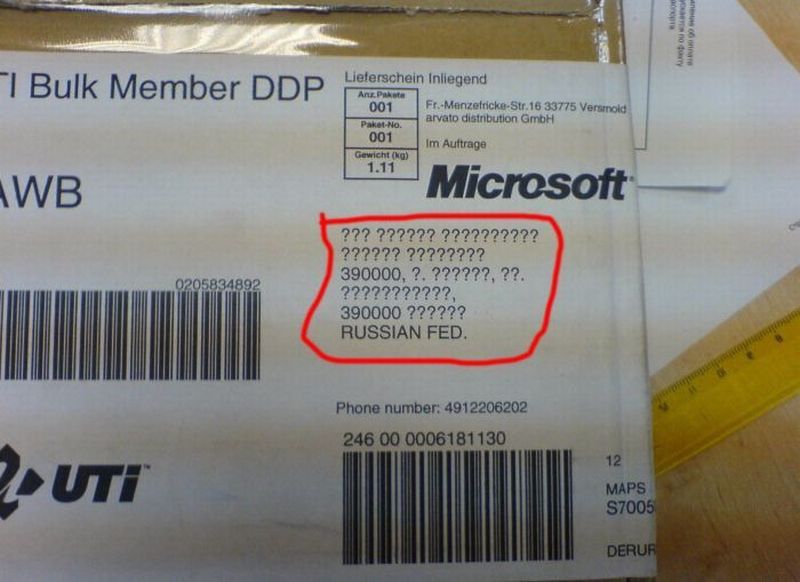 TI Bulk Member DDP
AWB
0205834892
UTi™
Lieferschein Inliegend
Anz.Pakete
001
Paket-No.
001
Gewicht (kg)
1.11
Fr.-Menzefricke-Str.16 33775 Versmold
arvato distribution GmbH
Im Auftrage
Microsoft
??? ?????? ??????????
?????? ????????
390000, ?. ??????, ??.
???????????,
390000 ??????
RUSSIAN FED.
Phone number: 4912206202
246 00 0006181130
12
MAPS
S7005
DERUR